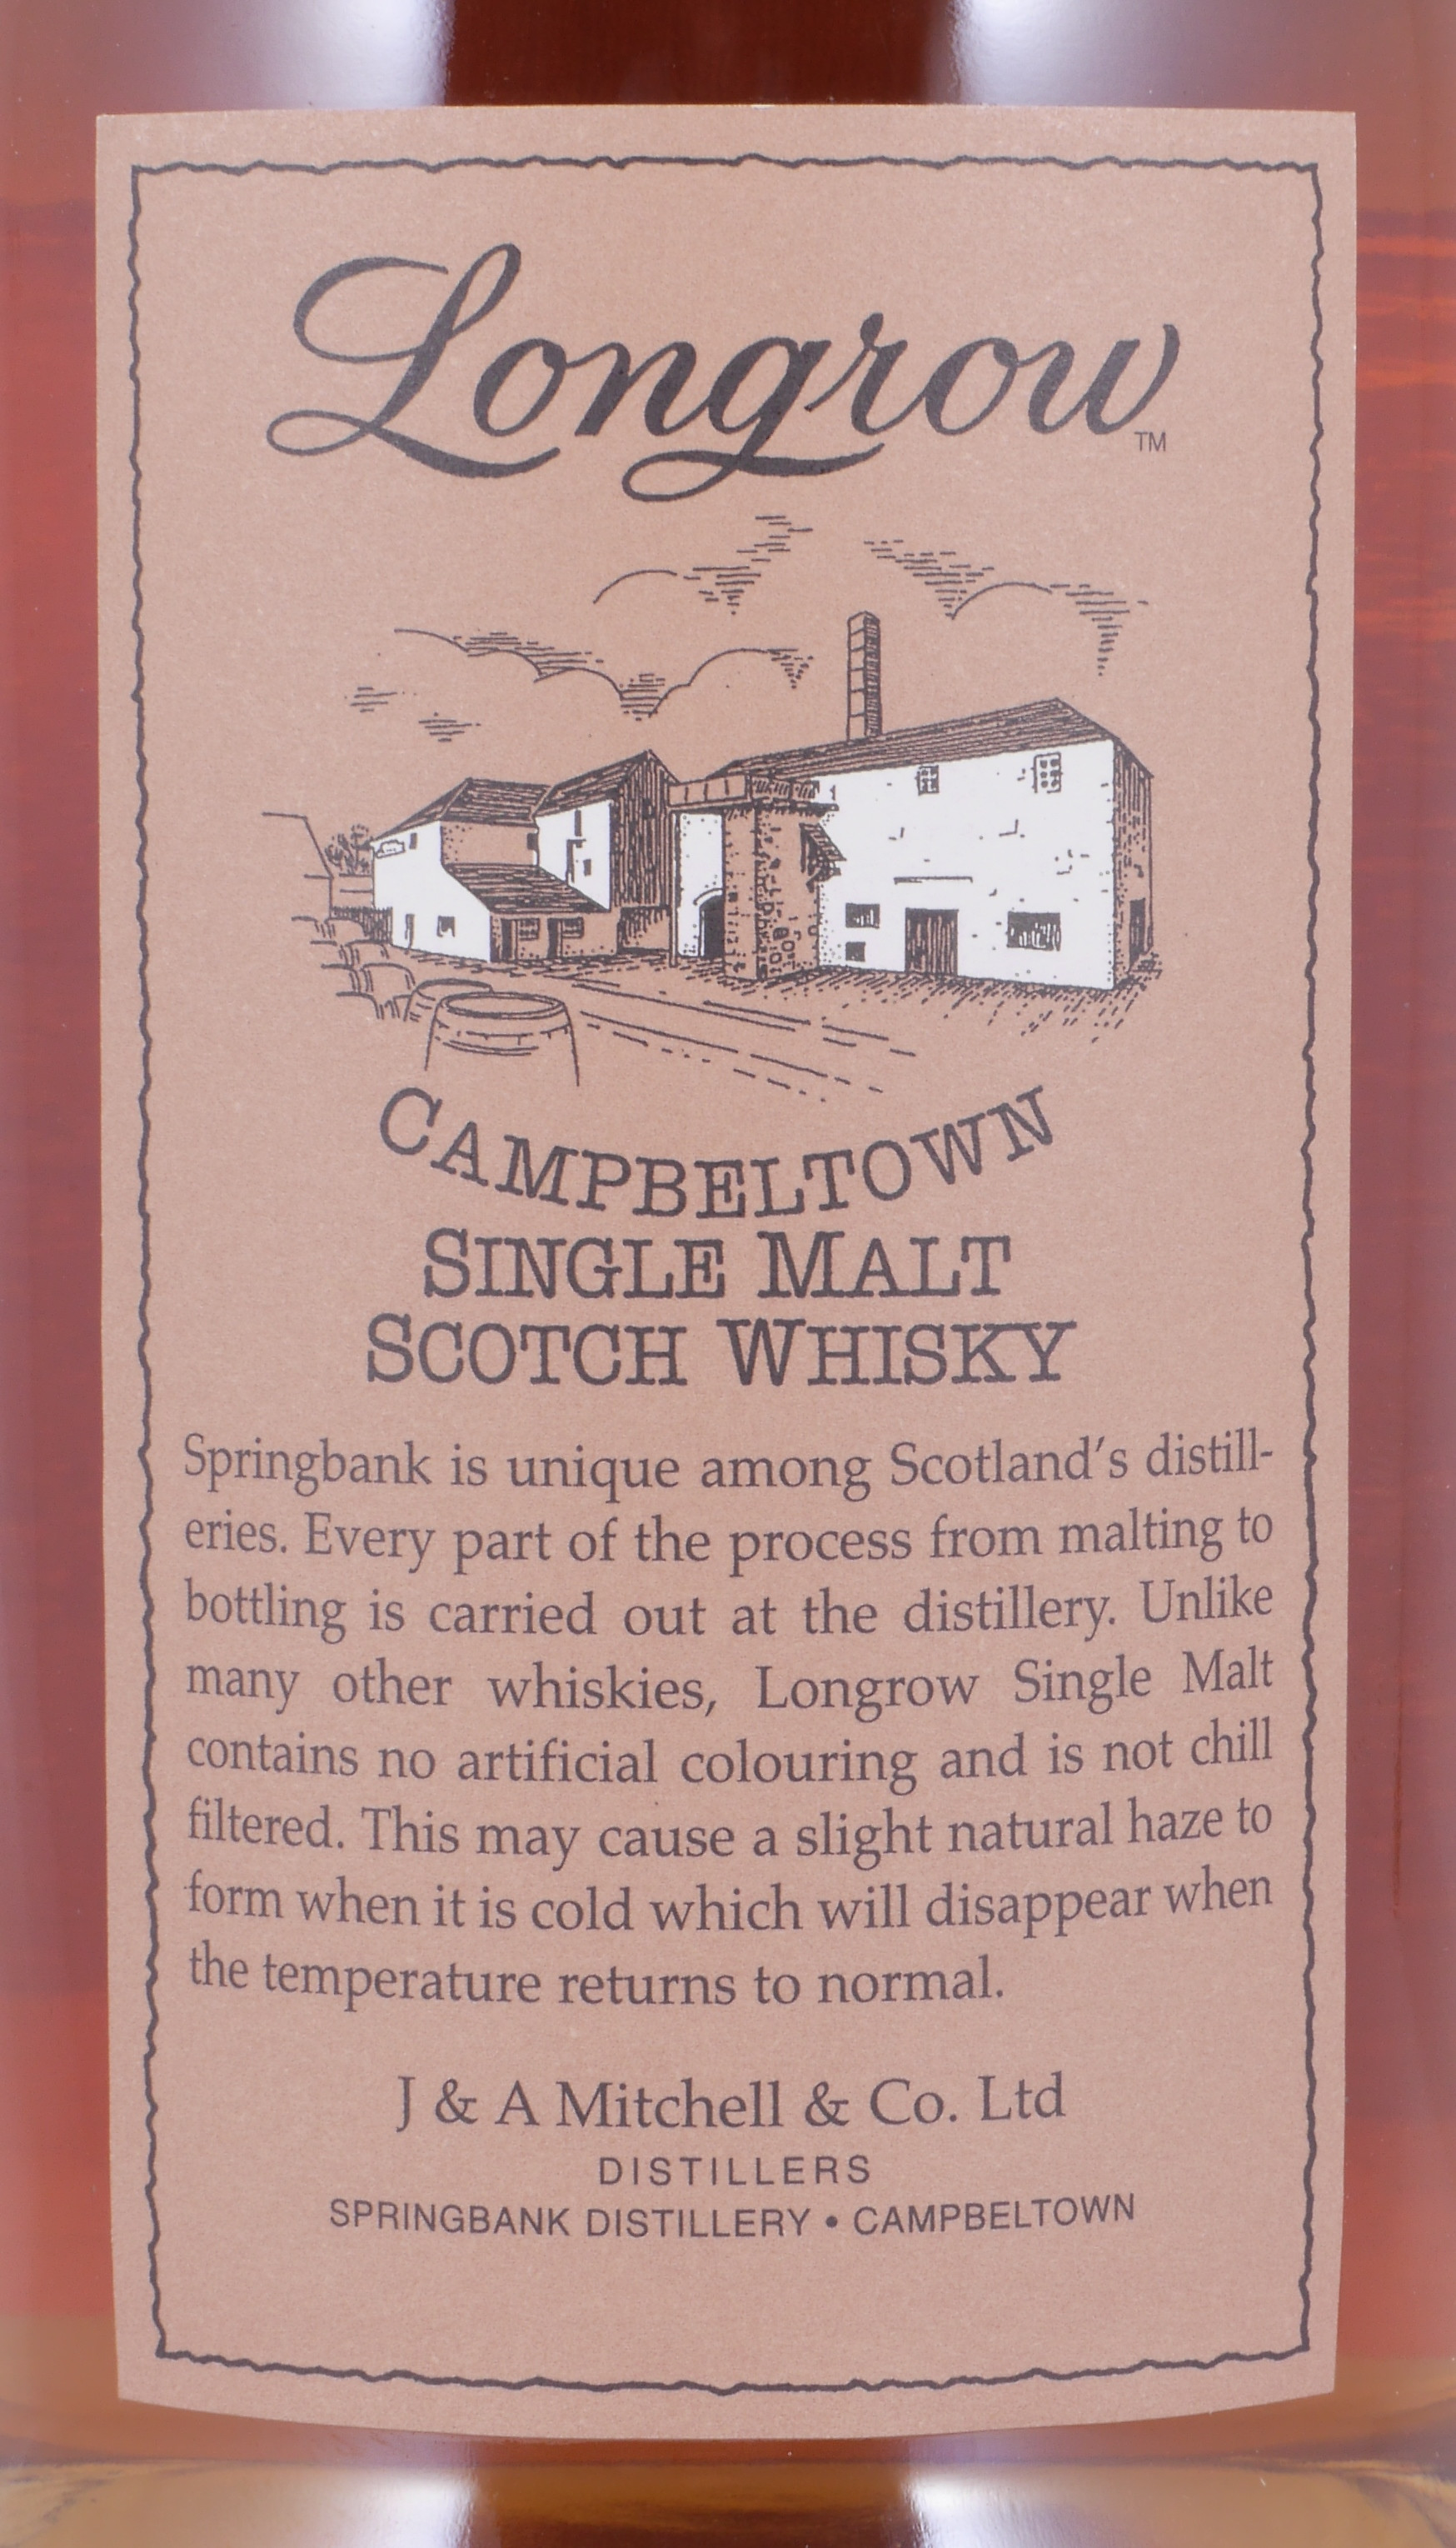 Longrow
TM
CAMPBELTOWN
SINGLE MALT
SCOTCH WHISKY
Springbank is unique among Scotland's distill-
eries. Every part of the process from malting to
bottling is carried out at the distillery. Unlike
many other whiskies, Longrow Single Malt
contains no artificial colouring and is not chill
filtered. This may cause a slight natural haze to
form when it is cold which will disappear when
the temperature returns to normal.
J & A Mitchell & Co. Ltd
DISTILLERS
SPRINGBANK DISTILLERY • CAMPBELTOWN